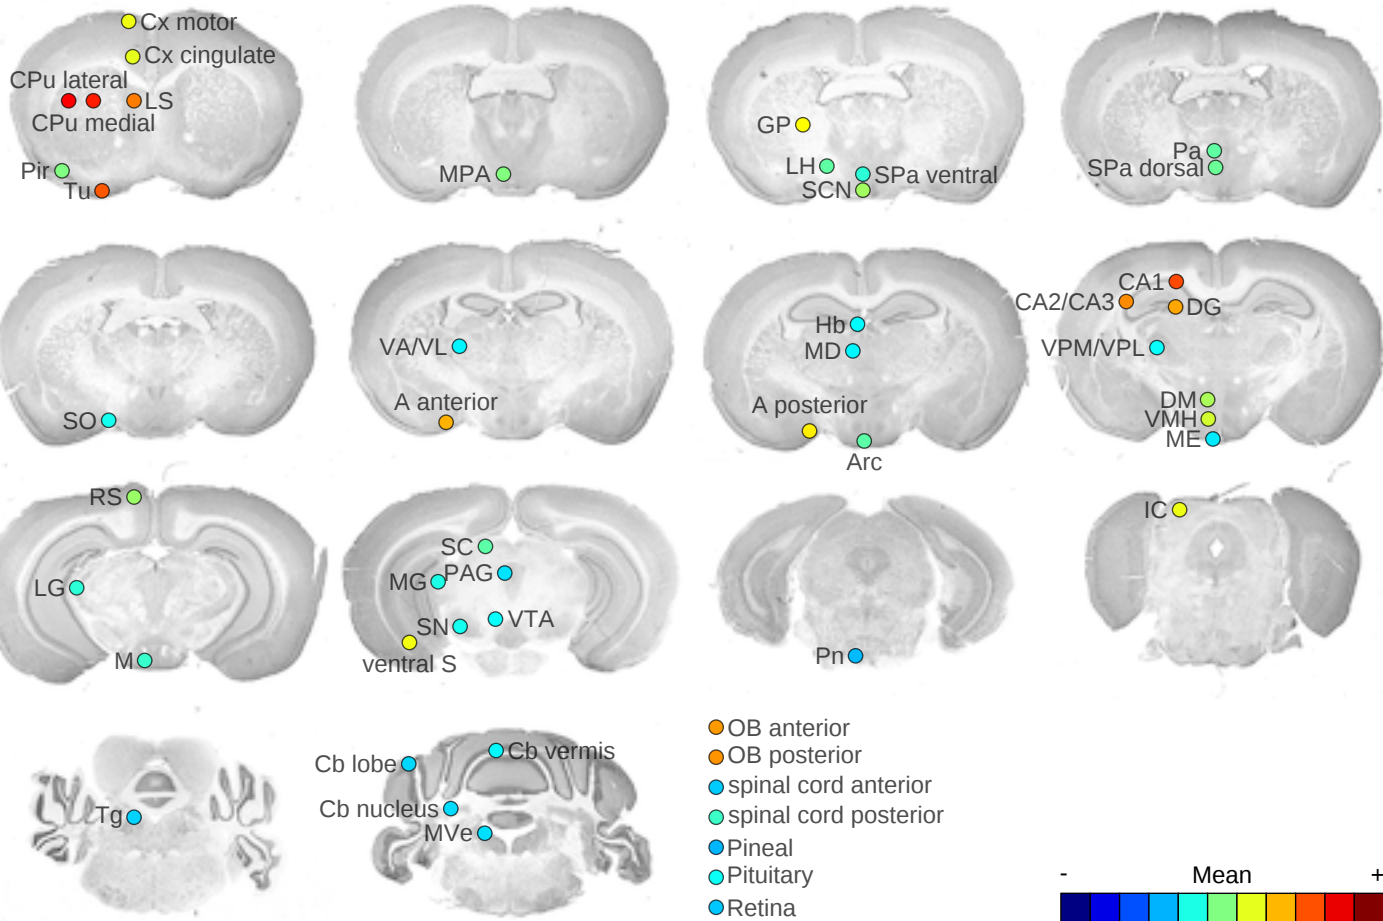 Cx motor
Cx cingulate
CPu lateral
LS
CPu medial
Pir
Tu
MPA
GP
LH
SPa ventral
SCN
Pa
SPa dorsal
SO
VA/VL
A anterior
Hb
MD
A posterior
Arc
CA1
CA2/CA3
DG
VPM/VPL
DM
VMH
ME
RS
LG
M
SC
MG
PAG
SN
VTA
ventral S
Pn
IC
Tg
Cb lobe
Cb vermis
Cb nucleus
MVe
OB anterior
OB posterior
spinal cord anterior
spinal cord posterior
Pineal
Pituitary
Retina
- Mean +